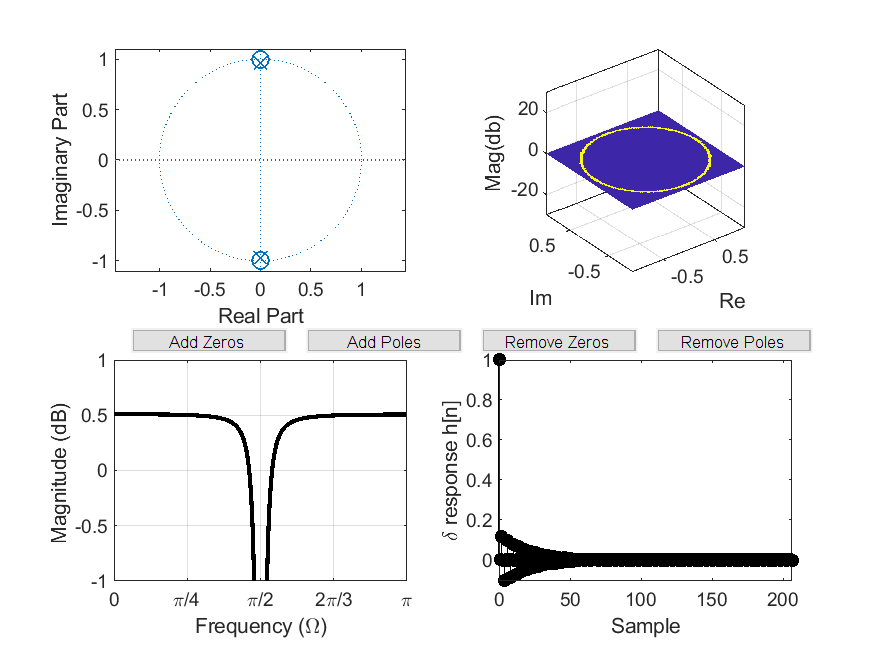 1
0.5
0
-0.5
-1
Imaginary Part
-1
-0.5
0
0.5
1
Real Part
20
0
-20
Mag(db)
0.5
-0.5
Im
-0.5
0.5
Re
Add Zeros
Add Poles
Remove Zeros
Remove Poles
1
0.5
0
-0.5
-1
Magnitude (dB)
0
π/4
π/2
2π/3
π
Frequency (Ω)
1
0.8
0.6
0.4
0.2
0
δ response h[n]
0
50
100
150
200
Sample